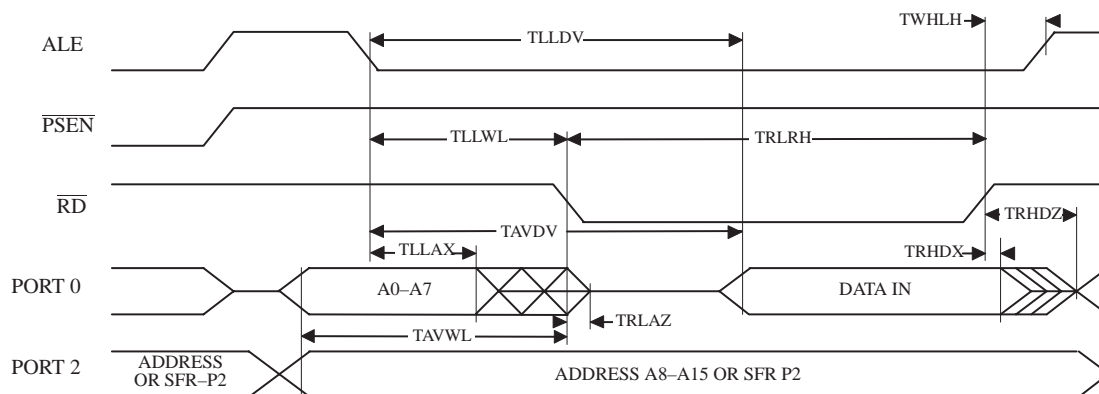 TWHLH
ALE
TLLDV
PSEN
TLLWL
TRLRH
RD
TRHDZ
TAVDV
TLLAX
TRHDX
PORT 0
A0–A7
DATA IN
TRLAZ
TAVWL
PORT 2
ADDRESS
OR SFR–P2
ADDRESS A8–A15 OR SFR P2